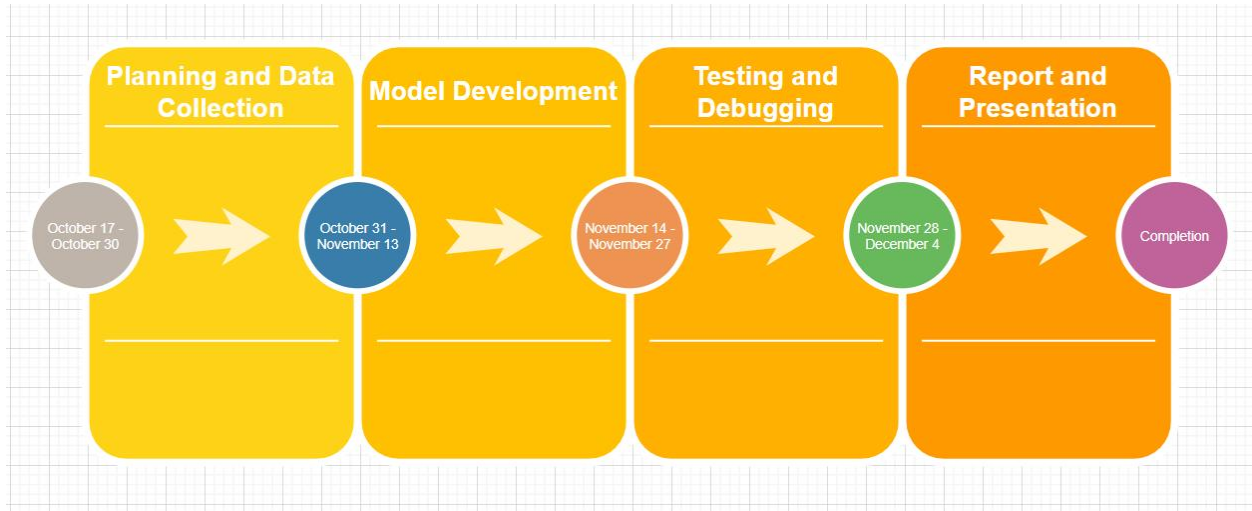 Planning and Data
Collection
Model Development
Testing and
Debugging
Report and
Presentation
October 17 -
October 30
October 31 -
November 13
November 14 -
November 27
November 28 -
December 4
Completion